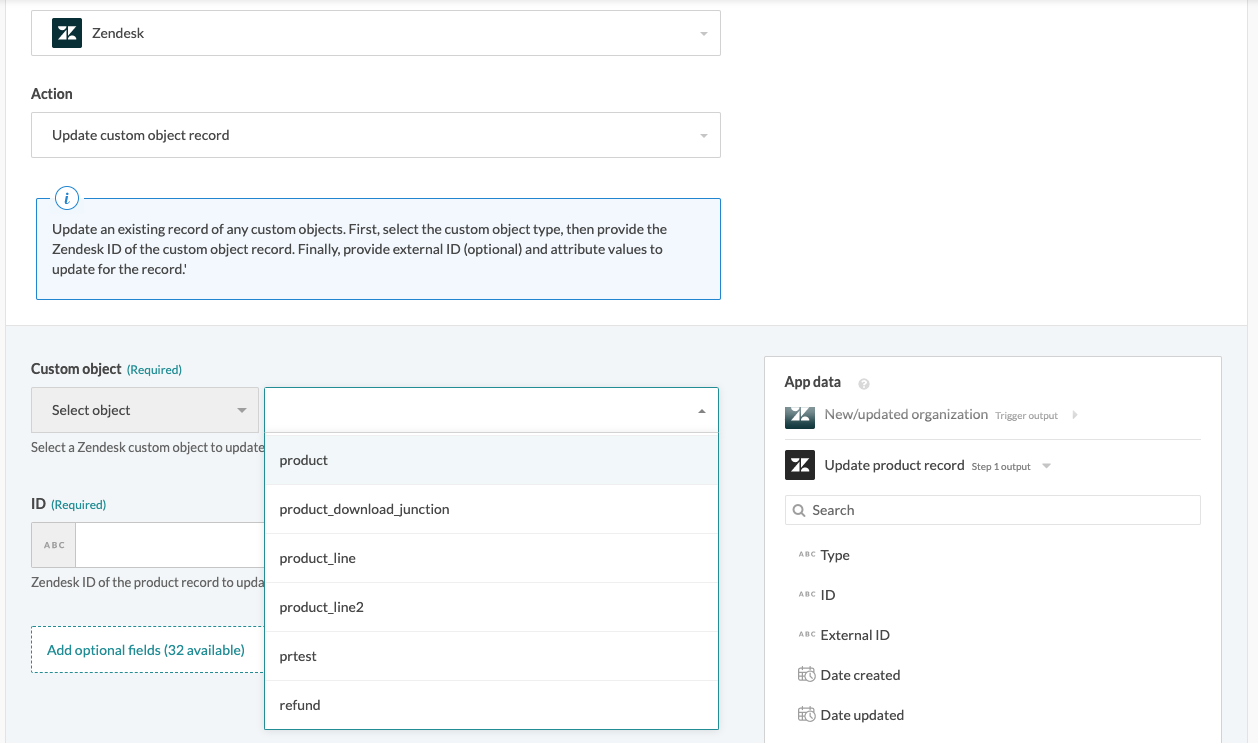 Zendesk
Action
Update custom object record
i
Update an existing record of any custom objects. First, select the custom object type, then provide the
Zendesk ID of the custom object record. Finally, provide external ID (optional) and attribute values to
update for the record.'
Custom object (Required)
Select object
Select a Zendesk custom object to update
product
product_download_junction
product_line
product_line2
prtest
refund
ID (Required)
ABC
Zendesk ID of the product record to upda
Add optional fields (32 available)
App data ?
New/updated organization Trigger output
Update product record Step 1 output
Search
ABC Type
ABC ID
ABC External ID
Date created
Date updated